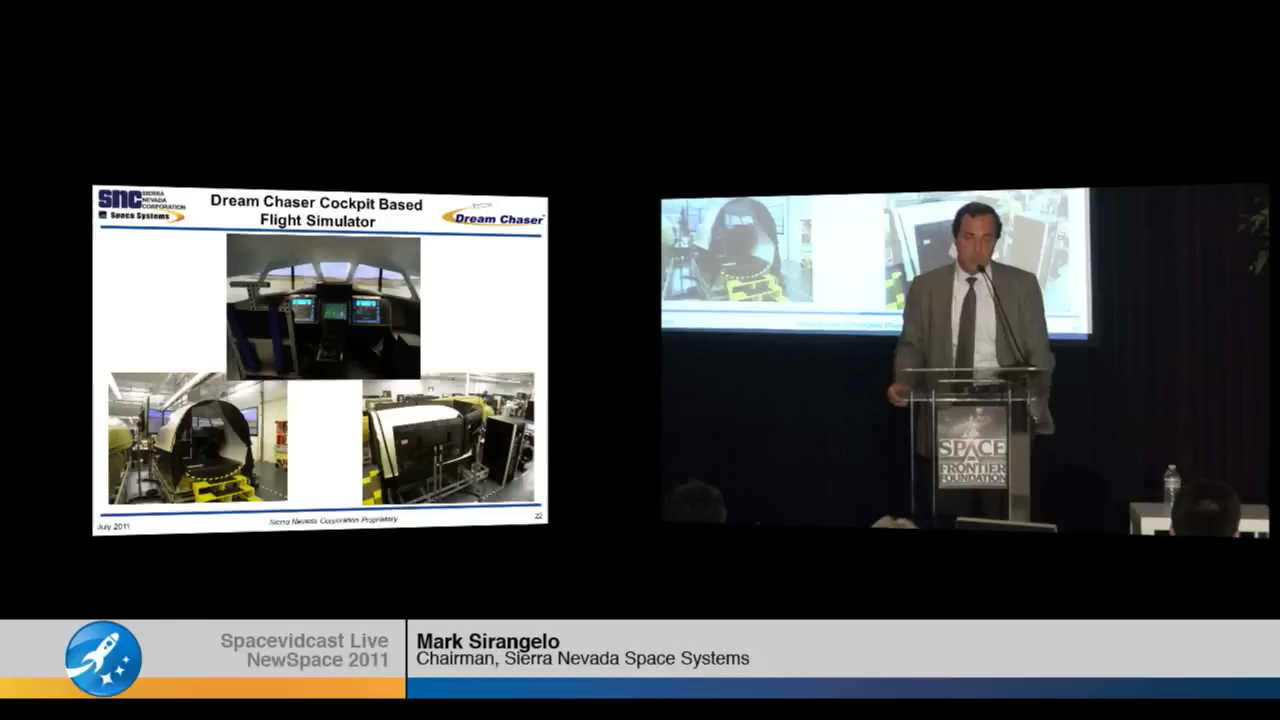 SNC SIERRA
NEVADA
CORPORATION
Space Systems
Dream Chaser Cockpit Based
Flight Simulator
Dream Chaser
July 2011
Sierra Nevada Corporation Proprietary
22
SPACE
FRONTIER
FOUNDATION
Spacevidcast Live
NewSpace 2011
Mark Sirangelo
Chairman, Sierra Nevada Space Systems